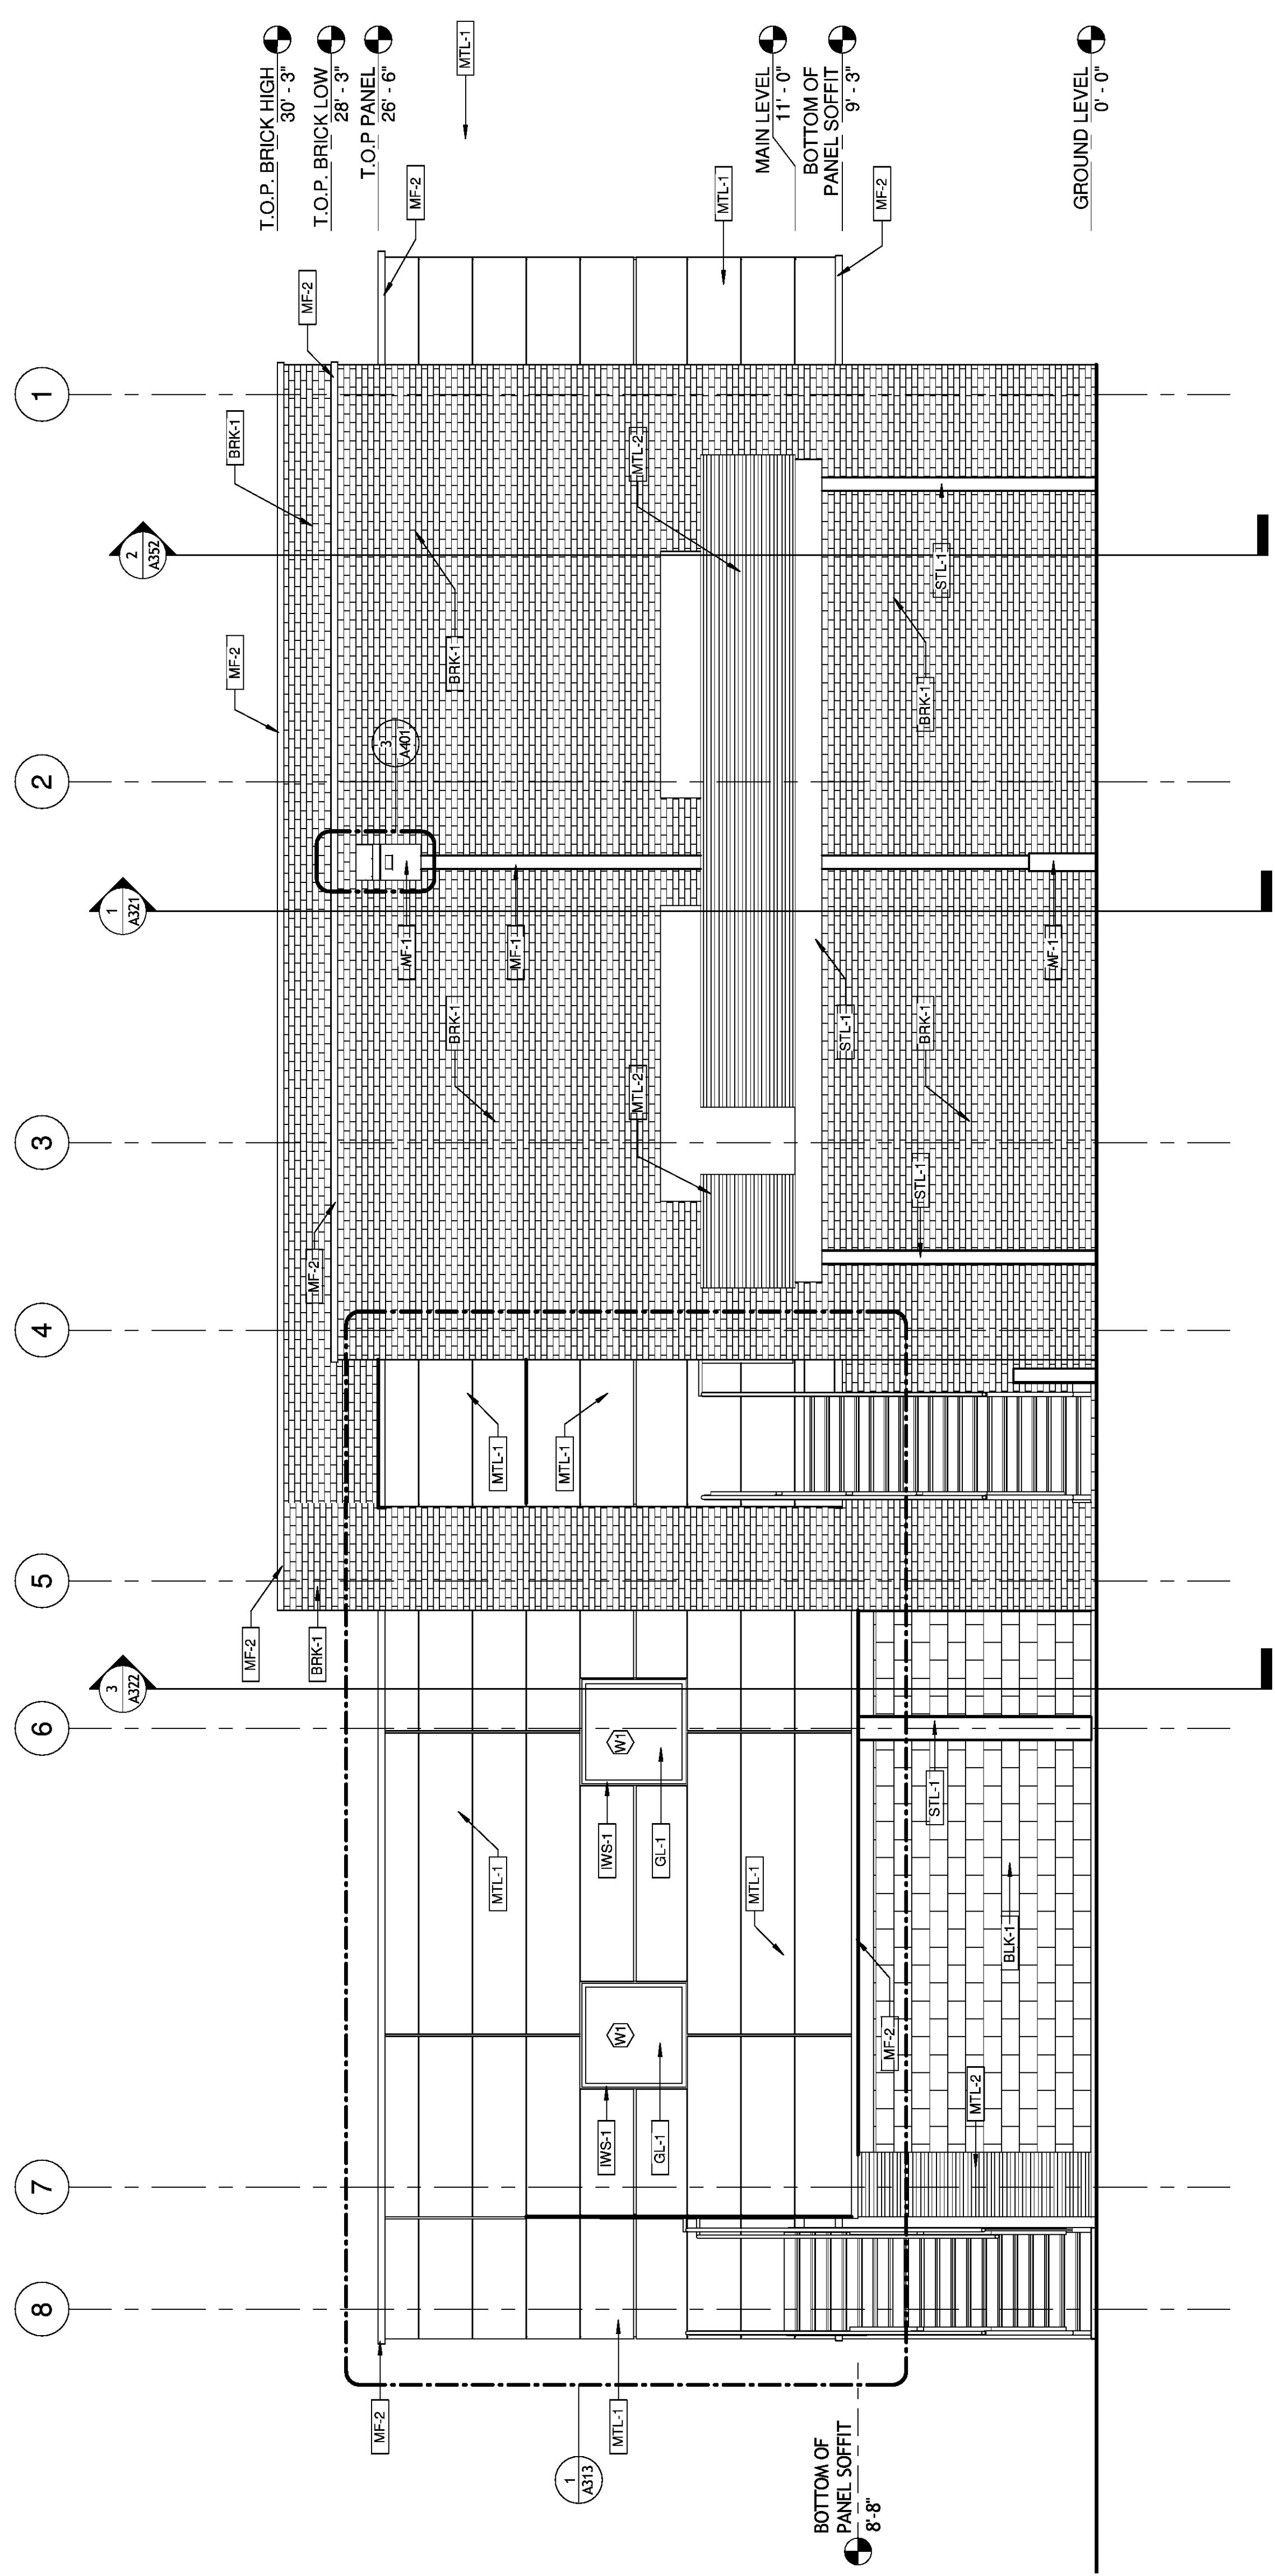 8
7
6
5
4
3
2
1
3
A322
1
A321
2
A352
MF-2
MF-2
BRK-1
T.O.P. BRICK HIGH
30' - 3"
BRK-1
MF-2
MF-2
T.O.P. BRICK LOW
28' - 3"
MF-2
T.O.P PANEL
26' - 6"
3
A401
MF-1
MF-2
BRK-1
BRK-1
MTL-1
MTL-1
MTL-1
MF-1
MTL-1
1
A313
MTL-1
IWS-1
W1
GL-1
IWS-1
W1
GL-1
MTL-2
MTL-2
MTL-1
MTL-1
MAIN LEVEL
11' - 0"
BOTTOM OF
PANEL SOFFIT
9' - 3"
BOTTOM OF
PANEL SOFFIT
8'-8"
STL-1
MF-2
MF-2
STL-1
STL-1
BRK-1
BRK-1
STL-1
MTL-2
BLK-1
MF-1
GROUND LEVEL
0' - 0"